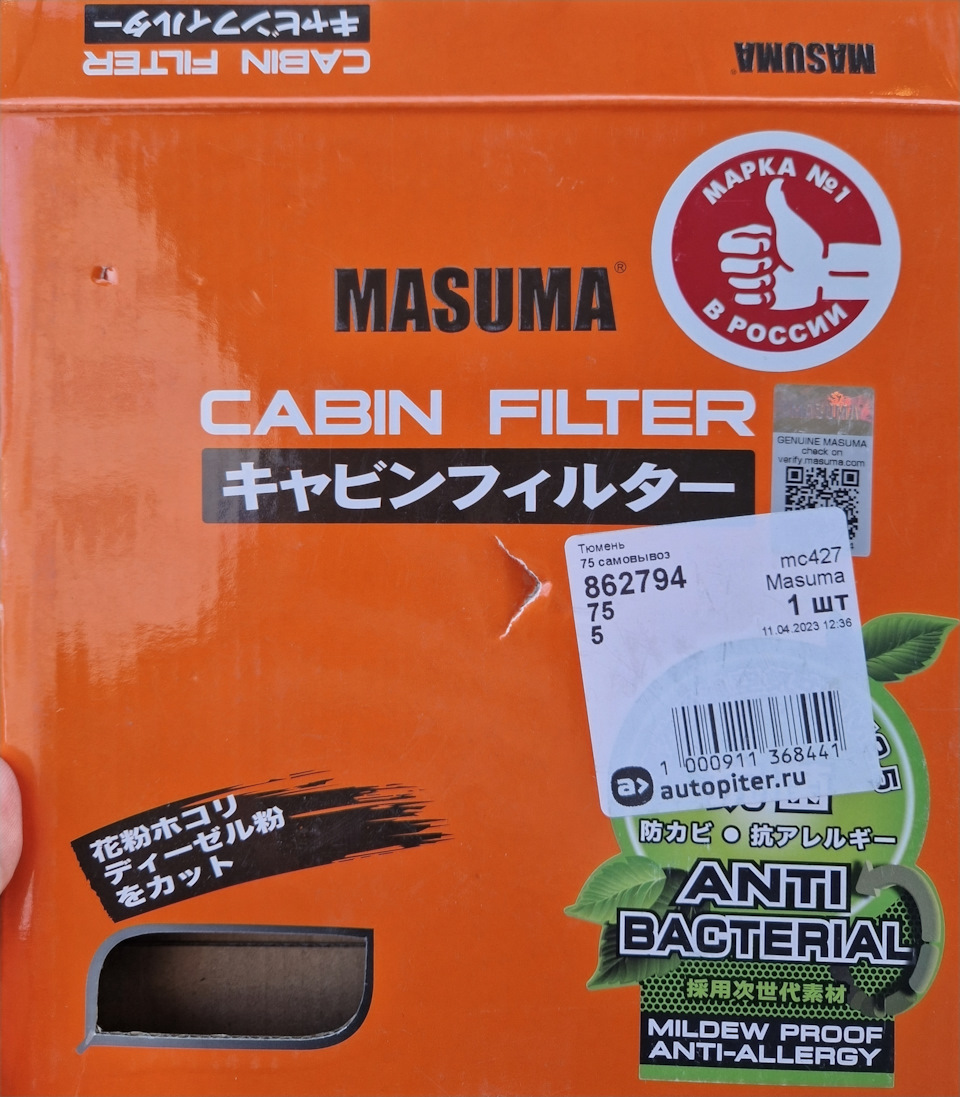 キャビンフィルター
CABIN FILTER
MASUMA®
МАРКА №1
В РОССИИ
MASUMA®
CABIN FILTER
キャビンフィルター
MASUMA
GENUINE MASUMA
check on
verify.masuma.com
Тюмень
75 самовывоз
862794
75
5
mc427
Masuma
1 шт
11.04.2023 12:36
1 000911 368441
a> autopiter.ru
花粉ホコリ
ディーゼル粉
をカット
防カビ ● 抗アレルギー
ANTI
BACTERIAL
採用次世代素材
MILDEW PROOF
ANTI-ALLERGY